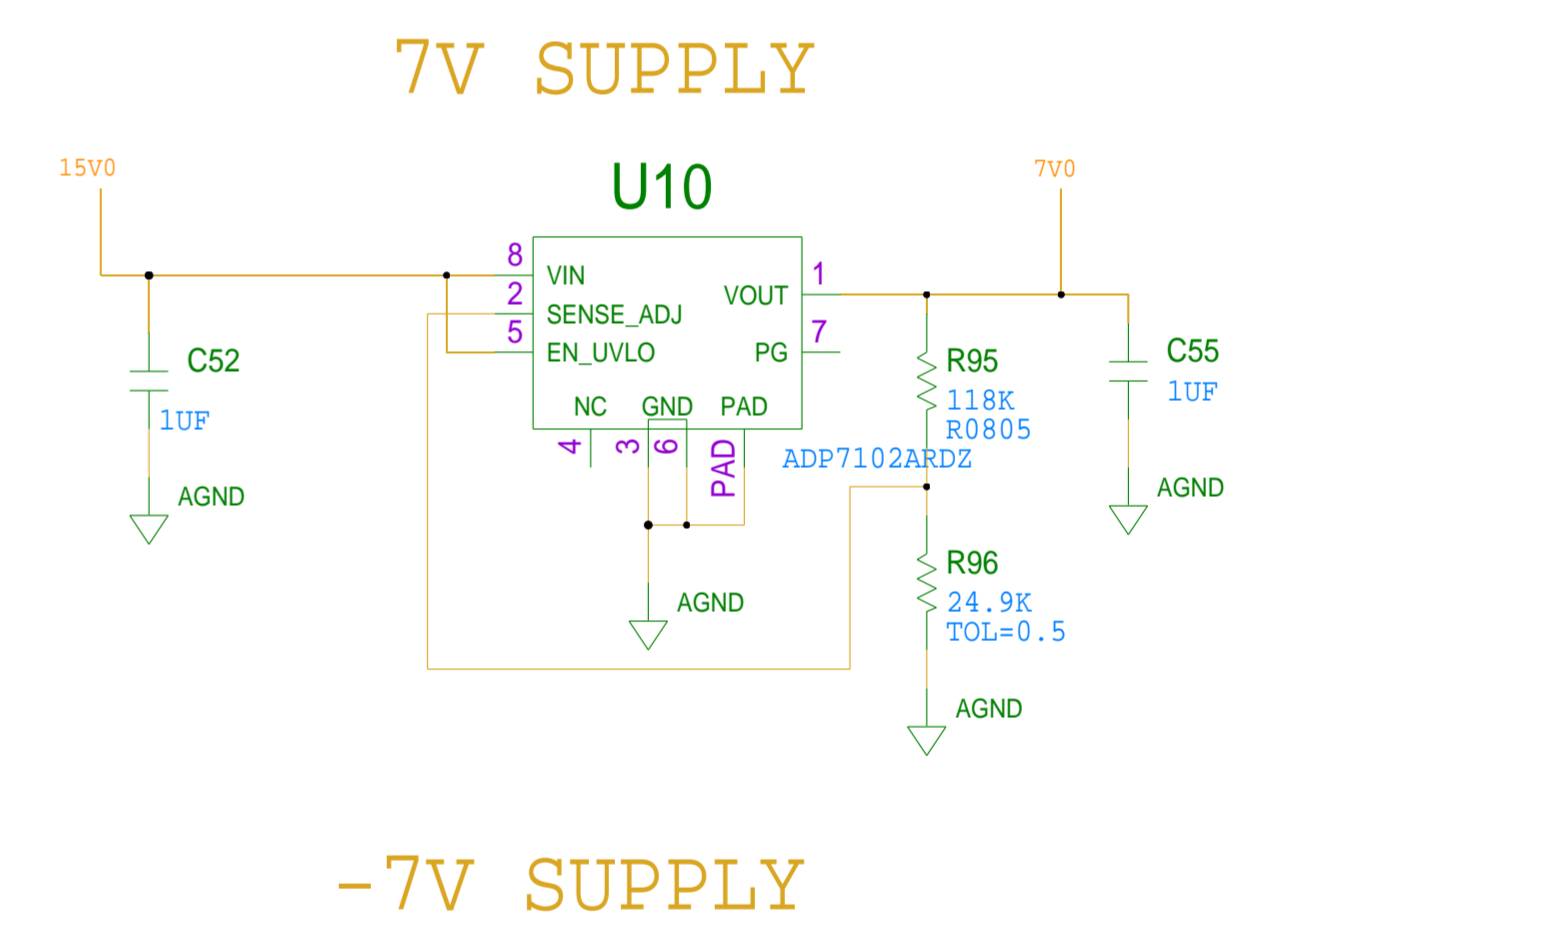 7V SUPPLY
15V0
7V0
U10
8
VIN
2
SENSE_ADJ
5
EN_UVLO
VOUT
1
PG
7
NC
GND
PAD
4
3
6
PAD
ADP7102ARDZ
C52
1UF
AGND
R95
118K
R0805
C55
1UF
AGND
R96
24.9K
TOL=0.5
AGND
AGND
-7V SUPPLY